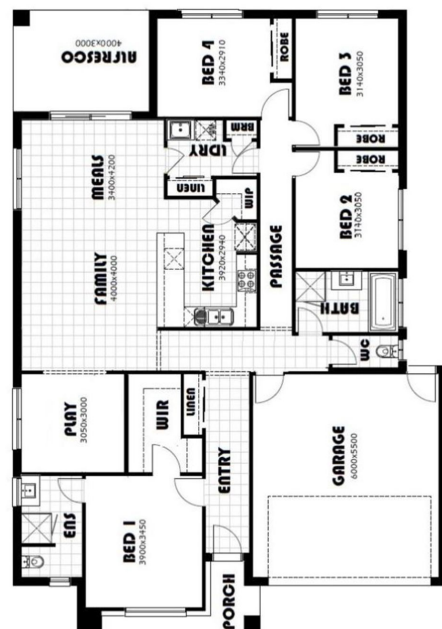 ALFRESCO
4000x3000
BED 4
3340x2910
ROBE
BED 3
3140x3050
ROBE
ROBE
BED 2
3140x3050
MEALS
3400x4200
LDRY
BRM
LINEN
WIP
KITCHEN
3920x2940
PASSAGE
FAMILY
4000x4000
BATH
WC
PLAY
3050x3000
WIR
LINEN
ENTRY
GARAGE
6000x5500
ENS
BED 1
3900x3450
PORCH